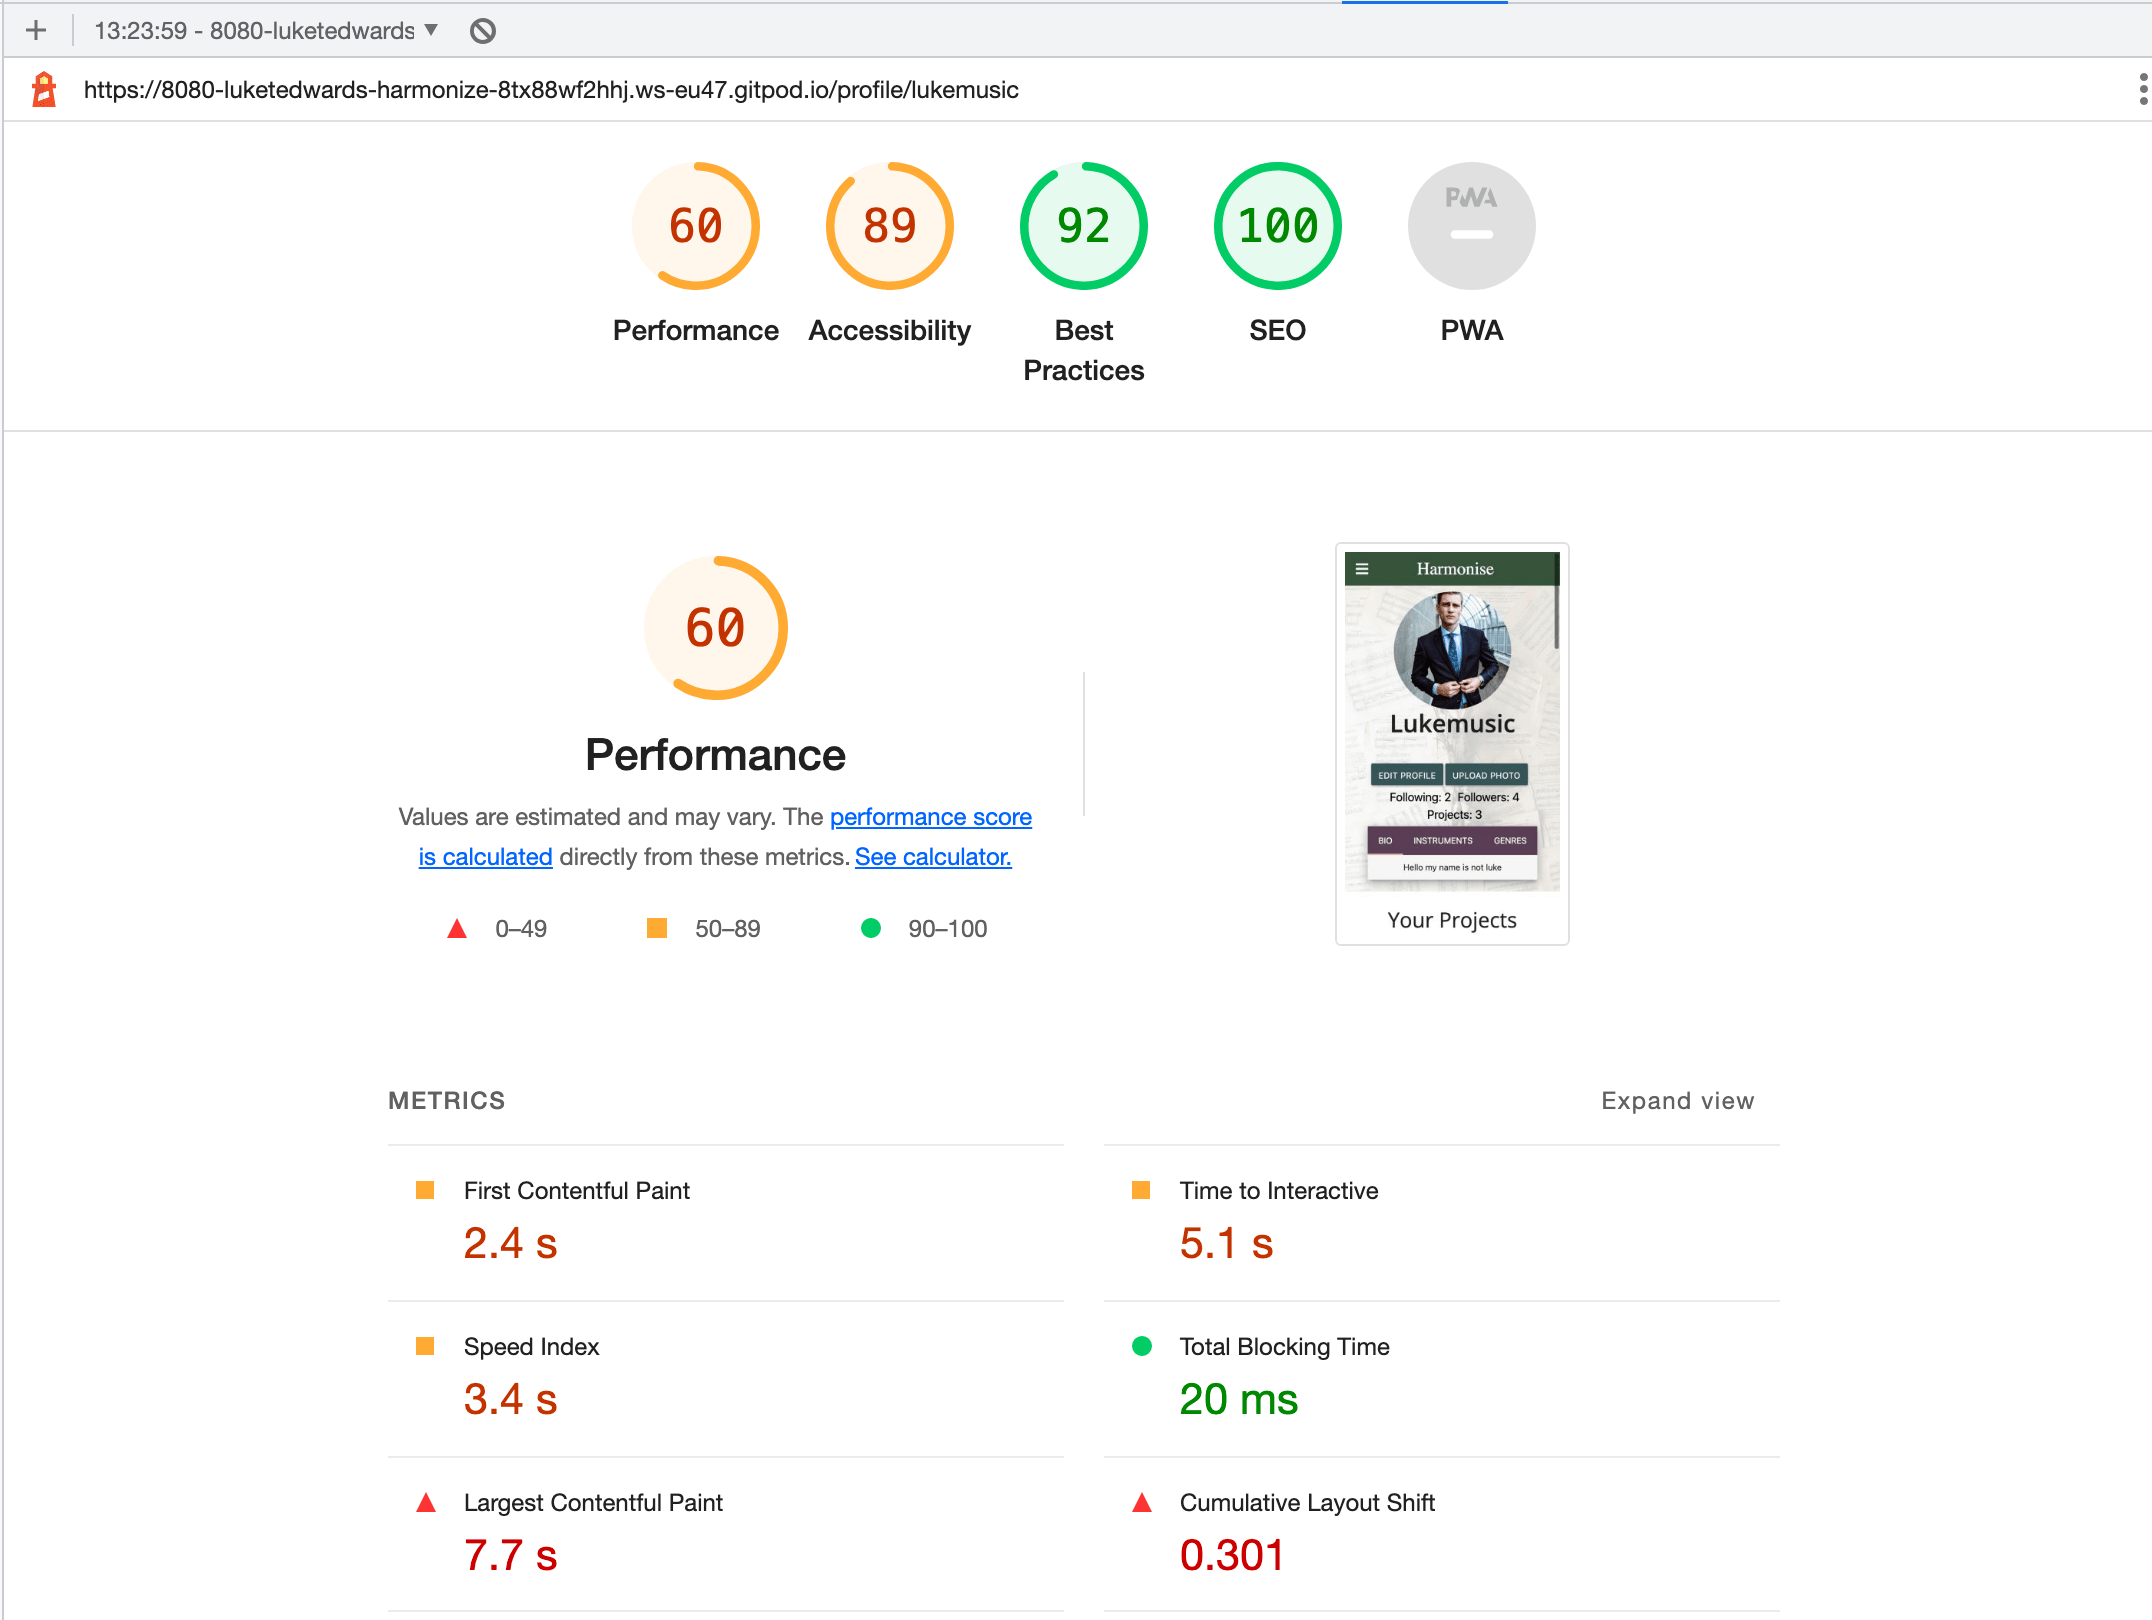 13:23:59 - 8080-luketedwards
https://8080-luketedwards-harmonize-8tx88wf2hhj.ws-eu47.gitpod.io/profile/lukemusic
60
89
92
100
PWA
Performance
Accessibility
Best
Practices
SEO
PWA
60
Performance
Values are estimated and may vary. The performance score
is calculated directly from these metrics. See calculator.
0–49
50–89
90–100
Harmonise
Lukemusic
EDIT PROFILE
UPLOAD PHOTO
Following: 2 Followers: 4
Projects: 3
BIO
INSTRUMENTS
GENRES
Hello my name is not luke
Your Projects
METRICS
Expand view
First Contentful Paint
2.4 s
Time to Interactive
5.1 s
Speed Index
3.4 s
Total Blocking Time
20 ms
Largest Contentful Paint
7.7 s
Cumulative Layout Shift
0.301